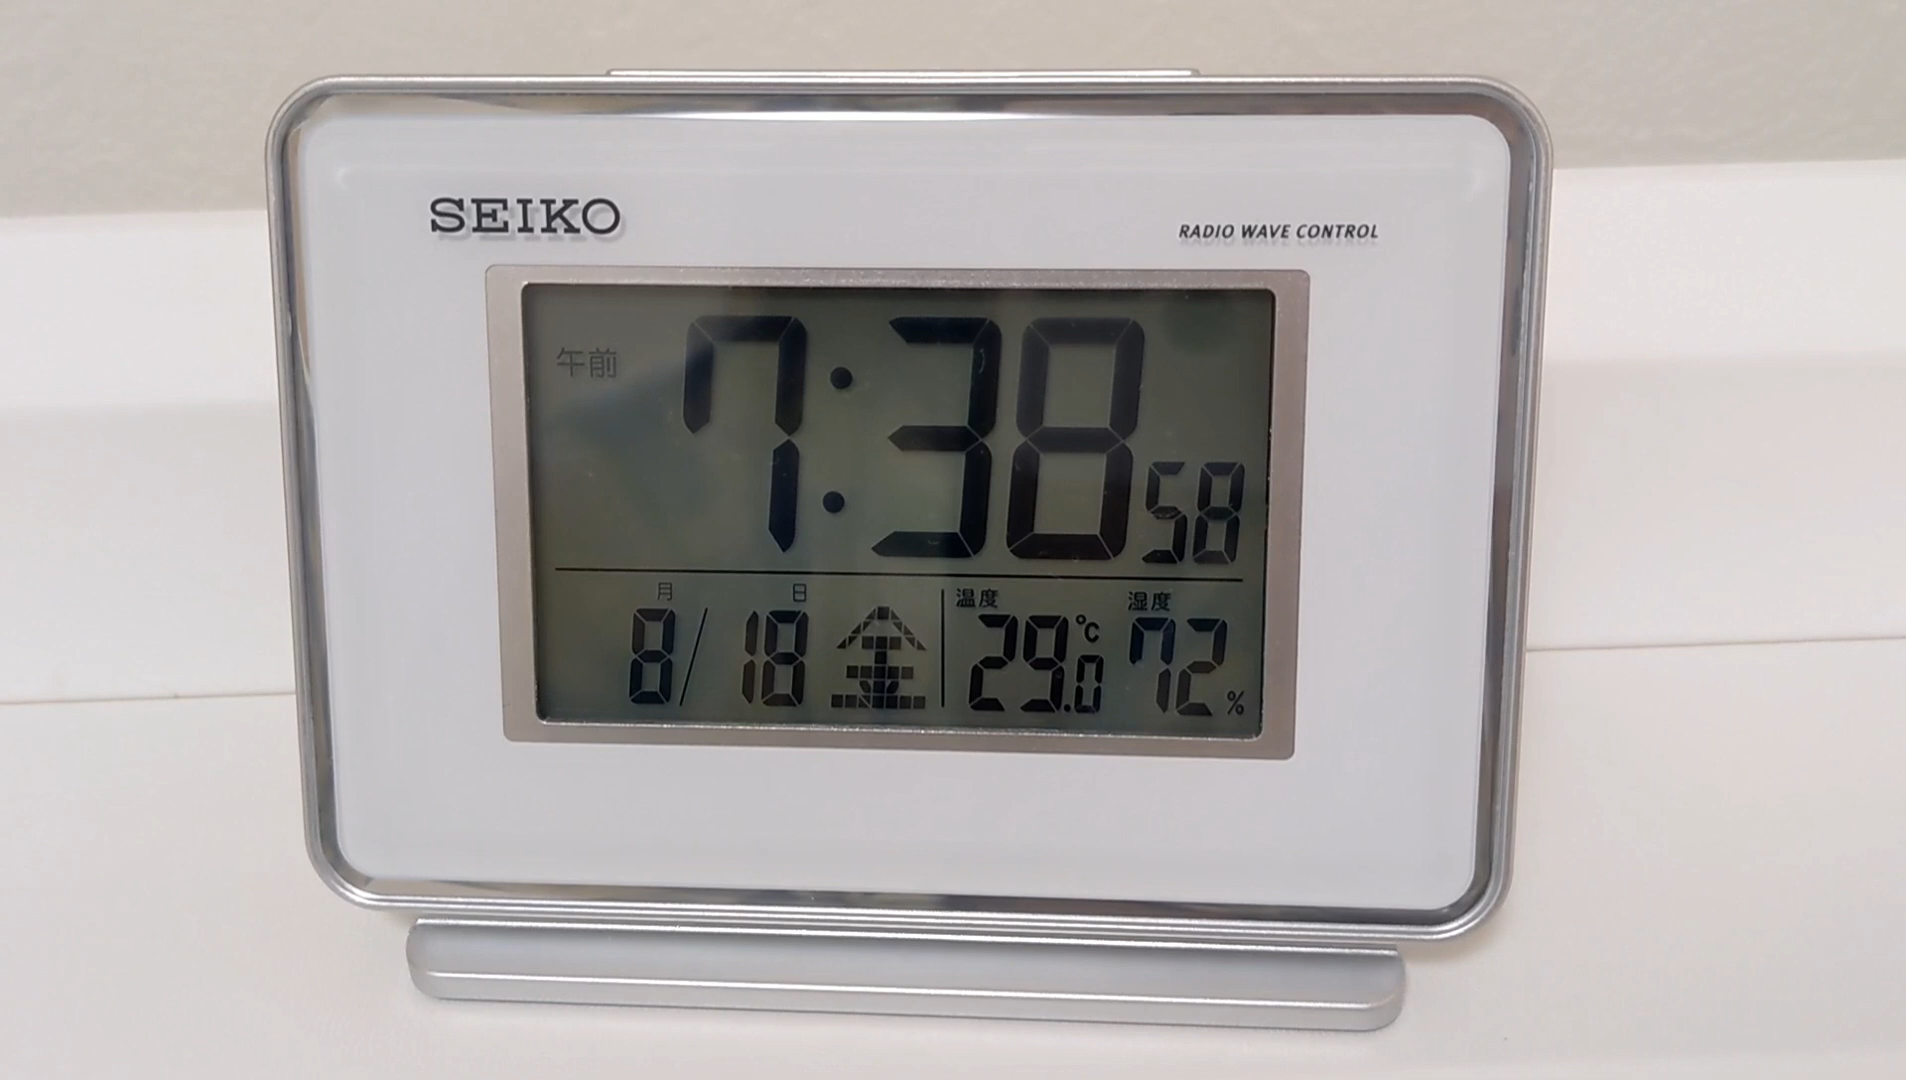 SEIKO
RADIO WAVE CONTROL
午前 7:38 58
月 日 温度 湿度
8/18 金 29.0℃ 72%